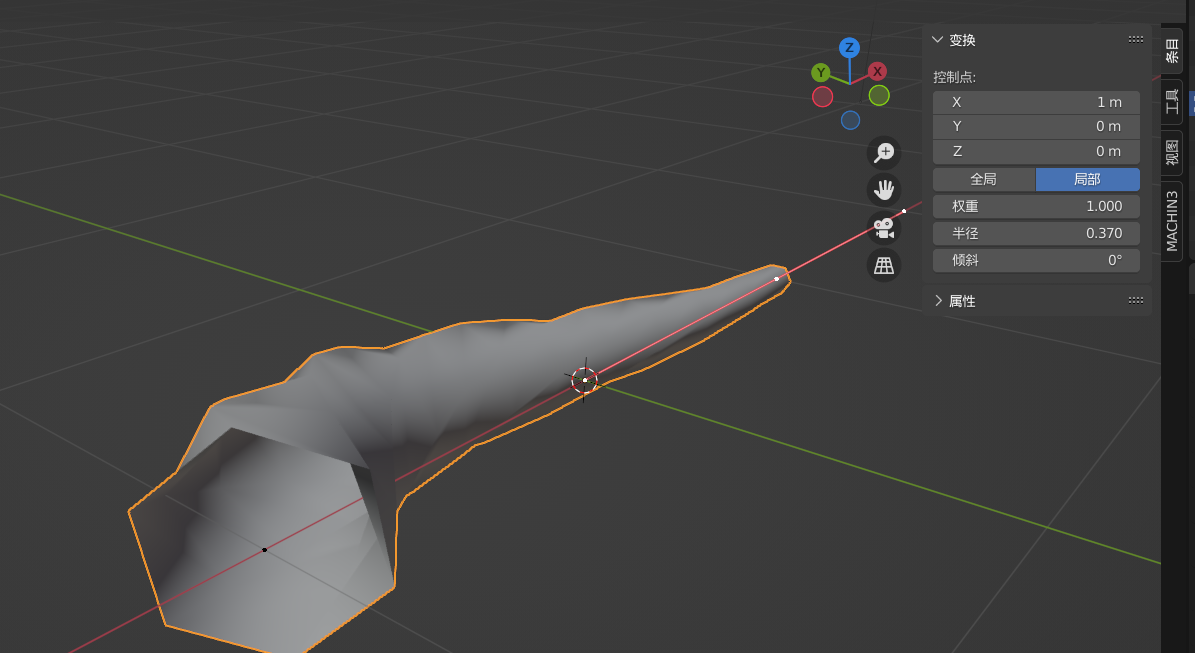 变换
控制点:
X 1 m
Y 0 m
Z 0 m
全局 局部
权重 1.000
半径 0.370
倾斜 0°
属性
条目
工具
视图
MACHIN3
Z
Y
X